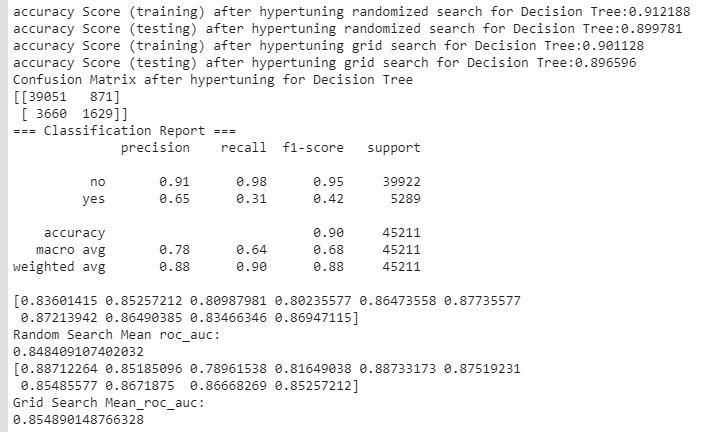 accuracy Score (training) after hypertuning randomized search for Decision Tree:0.912188
accuracy Score (testing) after hypertuning randomized search for Decision Tree:0.899781
accuracy Score (training) after hypertuning grid search for Decision Tree:0.901128
accuracy Score (testing) after hypertuning grid search for Decision Tree:0.896596
Confusion Matrix after hypertuning for Decision Tree
[[39051   871]
 [ 3660  1629]]
=== Classification Report ===
              precision    recall  f1-score   support

          no       0.91      0.98      0.95     39922
         yes       0.65      0.31      0.42      5289

    accuracy                           0.90     45211
   macro avg       0.78      0.64      0.68     45211
weighted avg       0.88      0.90      0.88     45211

[0.83601415 0.85257212 0.80987981 0.80235577 0.86473558 0.87735577
 0.87213942 0.86490385 0.83466346 0.86947115]
Random Search Mean roc_auc:
0.848409107402032
[0.88712264 0.85185096 0.78961538 0.81649038 0.88733173 0.87519231
 0.85485577 0.8671875  0.86668269 0.85257212]
Grid Search Mean_roc_auc:
0.854890148766328